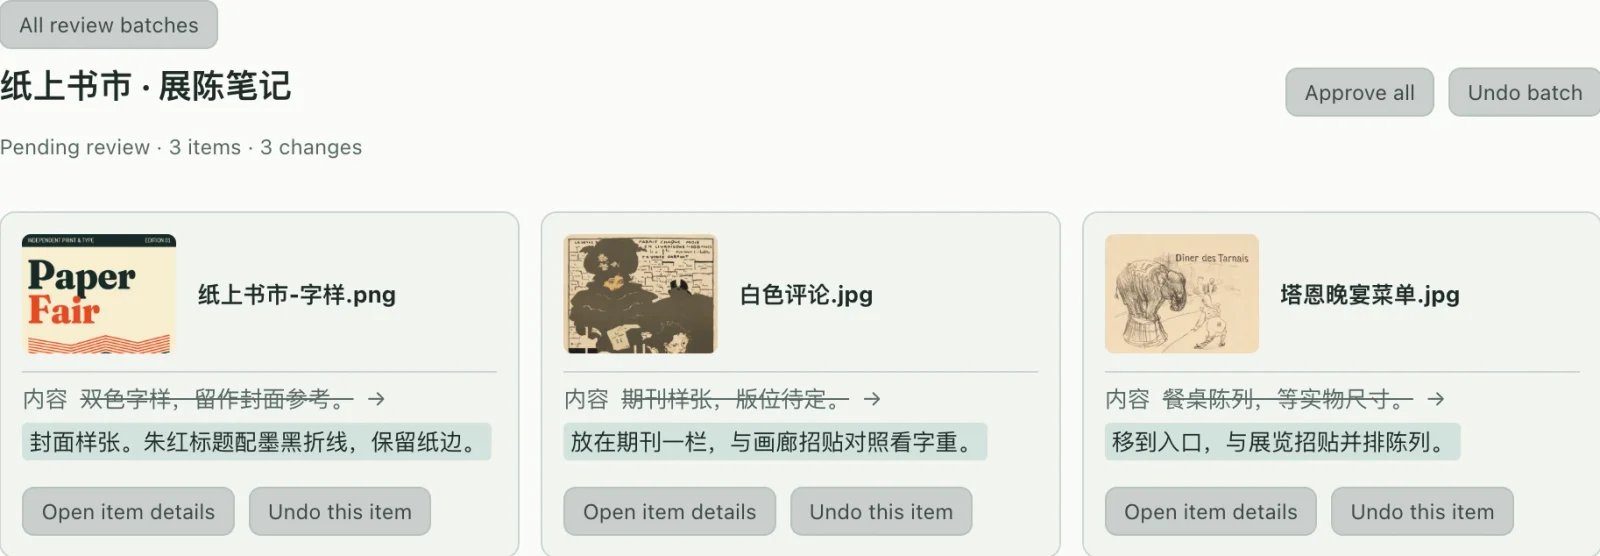 All review batches
纸上书市 · 展陈笔记
Approve all
Undo batch
Pending review · 3 items · 3 changes
INDEPENDENT PRINT & TYPE
EDITION 01
Paper
Fair
纸上书市-字样.png
内容 双色字样，留作封面参考。 →
封面样张。朱红标题配墨黑折线，保留纸边。
Open item details
Undo this item
白色评论.jpg
内容 期刊样张，版位待定。 →
放在期刊一栏，与画廊招贴对照看字重。
Open item details
Undo this item
Diner des Tarnais
塔恩晚宴菜单.jpg
内容 餐桌陈列，等实物尺寸。 →
移到入口，与展览招贴并排陈列。
Open item details
Undo this item